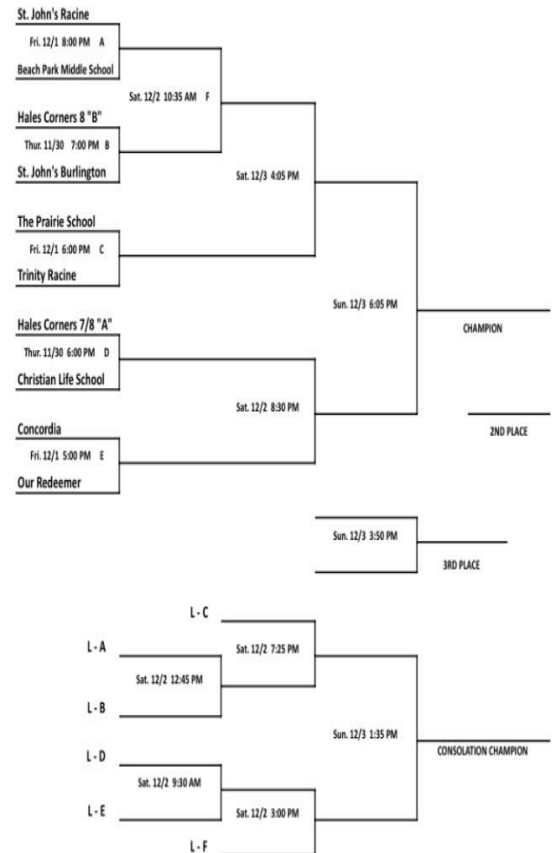 St. John's Racine
Fri. 12/1 8:00 PM A
Beach Park Middle School
Sat. 12/2 10:35 AM F
Hales Corners 8 "B"
Thur. 11/30 7:00 PM B
St. John's Burlington
Sat. 12/3 4:05 PM
The Prairie School
Fri. 12/1 6:00 PM C
Trinity Racine
Sun. 12/3 6:05 PM
CHAMPION
Hales Corners 7/8 "A"
Thur. 11/30 6:00 PM D
Christian Life School
Sat. 12/2 8:30 PM
2ND PLACE
Concordia
Fri. 12/1 5:00 PM E
Our Redeemer
Sun. 12/3 3:50 PM
3RD PLACE
L - C
L - A
Sat. 12/2 7:25 PM
Sat. 12/2 12:45 PM
L - B
Sun. 12/3 1:35 PM
CONSOLATION CHAMPION
L - D
Sat. 12/2 9:30 AM
L - E
Sat. 12/2 3:00 PM
L - F